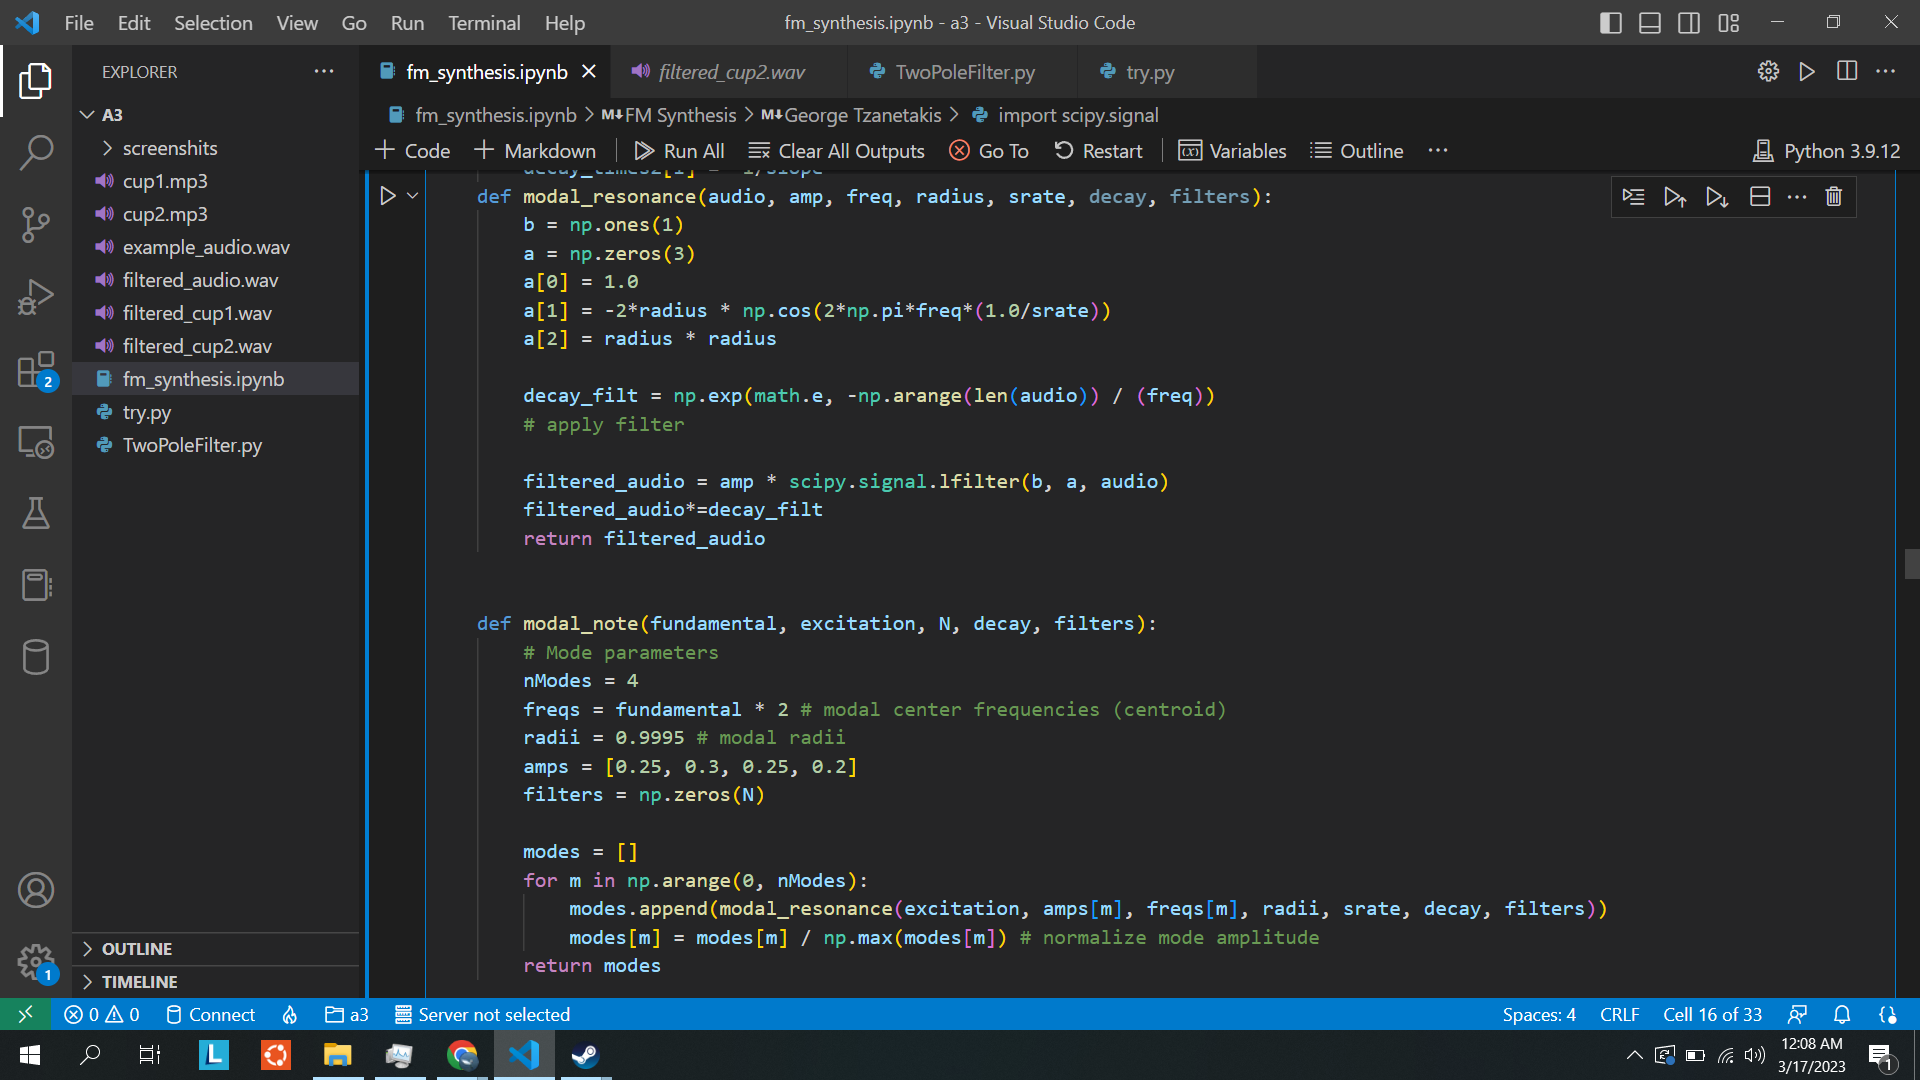 File Edit Selection View Go Run Terminal Help
fm_synthesis.ipynb - a3 - Visual Studio Code
EXPLORER
A3
screenshits
cup1.mp3
cup2.mp3
example_audio.wav
filtered_audio.wav
filtered_cup1.wav
filtered_cup2.wav
fm_synthesis.ipynb
try.py
TwoPoleFilter.py
OUTLINE
TIMELINE
2
1
fm_synthesis.ipynb filtered_cup2.wav TwoPoleFilter.py try.py
fm_synthesis.ipynb > M↓FM Synthesis > M↓George Tzanetakis > import scipy.signal
+ Code + Markdown Run All Clear All Outputs Go To Restart Variables Outline ... Python 3.9.12
decay_times2[i] = -1/slope
def modal_resonance(audio, amp, freq, radius, srate, decay, filters):
b = np.ones(1)
a = np.zeros(3)
a[0] = 1.0
a[1] = -2*radius * np.cos(2*np.pi*freq*(1.0/srate))
a[2] = radius * radius
decay_filt = np.exp(math.e, -np.arange(len(audio)) / (freq))
# apply filter
filtered_audio = amp * scipy.signal.lfilter(b, a, audio)
filtered_audio*=decay_filt
return filtered_audio
def modal_note(fundamental, excitation, N, decay, filters):
# Mode parameters
nModes = 4
freqs = fundamental * 2 # modal center frequencies (centroid)
radii = 0.9995 # modal radii
amps = [0.25, 0.3, 0.25, 0.2]
filters = np.zeros(N)
modes = []
for m in np.arange(0, nModes):
modes.append(modal_resonance(excitation, amps[m], freqs[m], radii, srate, decay, filters))
modes[m] = modes[m] / np.max(modes[m]) # normalize mode amplitude
return modes
0 0 Connect a3 Server not selected Spaces: 4 CRLF Cell 16 of 33
L
12:08 AM
3/17/2023
1